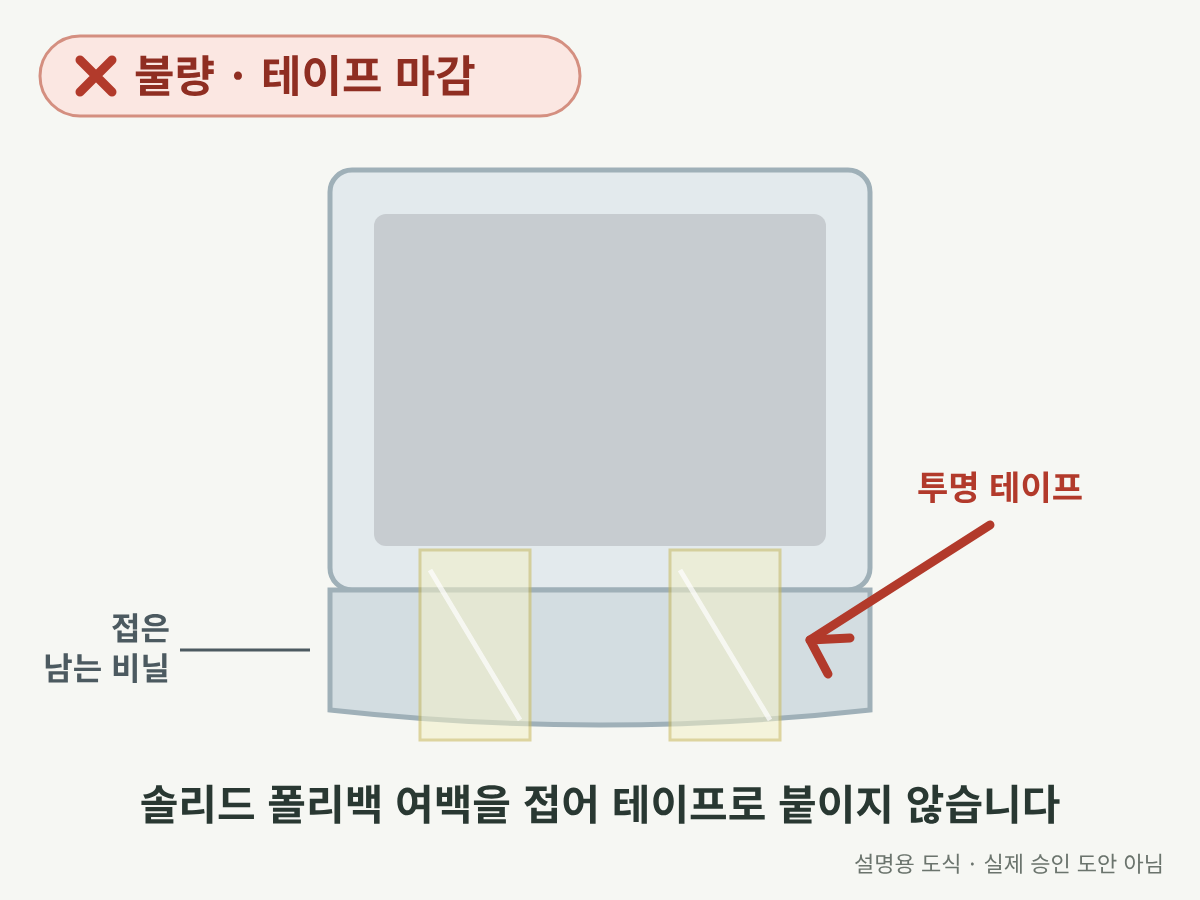 불량 · 테이프 마감
투명 테이프
접은
남는 비닐
솔리드 폴리백 여백을 접어 테이프로 붙이지 않습니다
설명용 도식 · 실제 승인 도안 아님